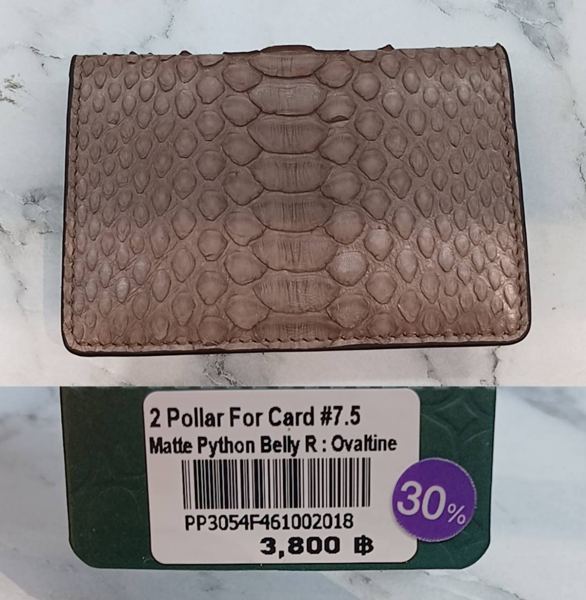 2 Pollar For Card #7.5
Matte Python Belly R : Ovaltine
PP3054F461002018
3,800 ฿
30%